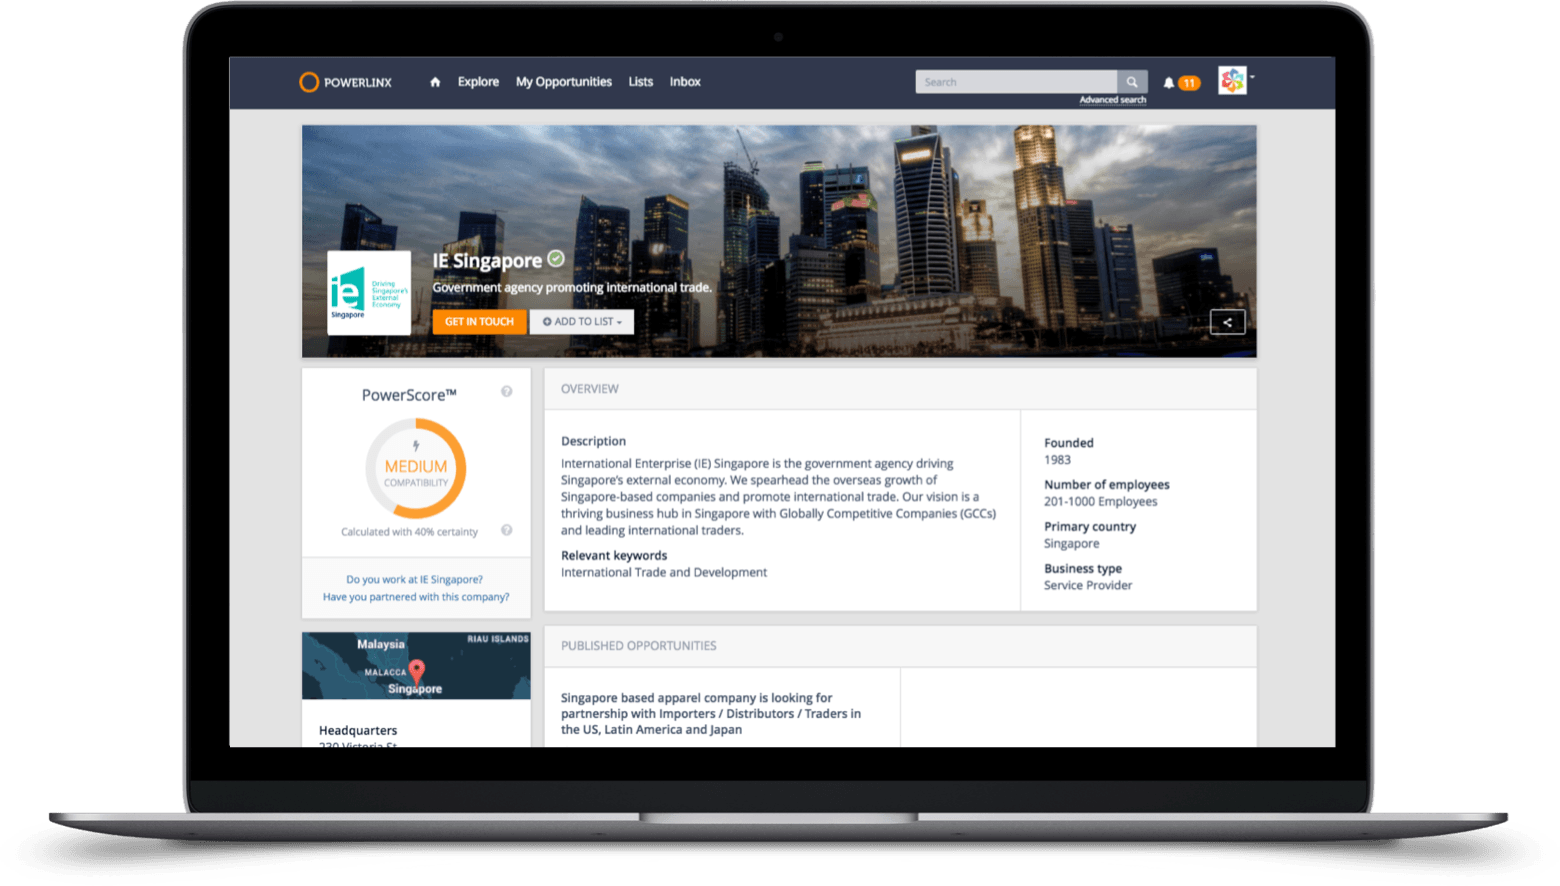 POWERLINX
Explore
My Opportunities
Lists
Inbox
Search
Advanced search
11
ie
Singapore
Driving
Singapore's
External
Economy
IE Singapore
Government agency promoting international trade.
GET IN TOUCH
ADD TO LIST
PowerScore™
?
MEDIUM
COMPATIBILITY
Calculated with 40% certainty
?
Do you work at IE Singapore?
Have you partnered with this company?
Malaysia
RIAU ISLANDS
MALACCA
Singapore
Headquarters
230 Victoria St
OVERVIEW
Description
International Enterprise (IE) Singapore is the government agency driving
Singapore's external economy. We spearhead the overseas growth of
Singapore-based companies and promote international trade. Our vision is a
thriving business hub in Singapore with Globally Competitive Companies (GCCs)
and leading international traders.
Relevant keywords
International Trade and Development
Founded
1983
Number of employees
201-1000 Employees
Primary country
Singapore
Business type
Service Provider
PUBLISHED OPPORTUNITIES
Singapore based apparel company is looking for
partnership with Importers / Distributors / Traders in
the US, Latin America and Japan